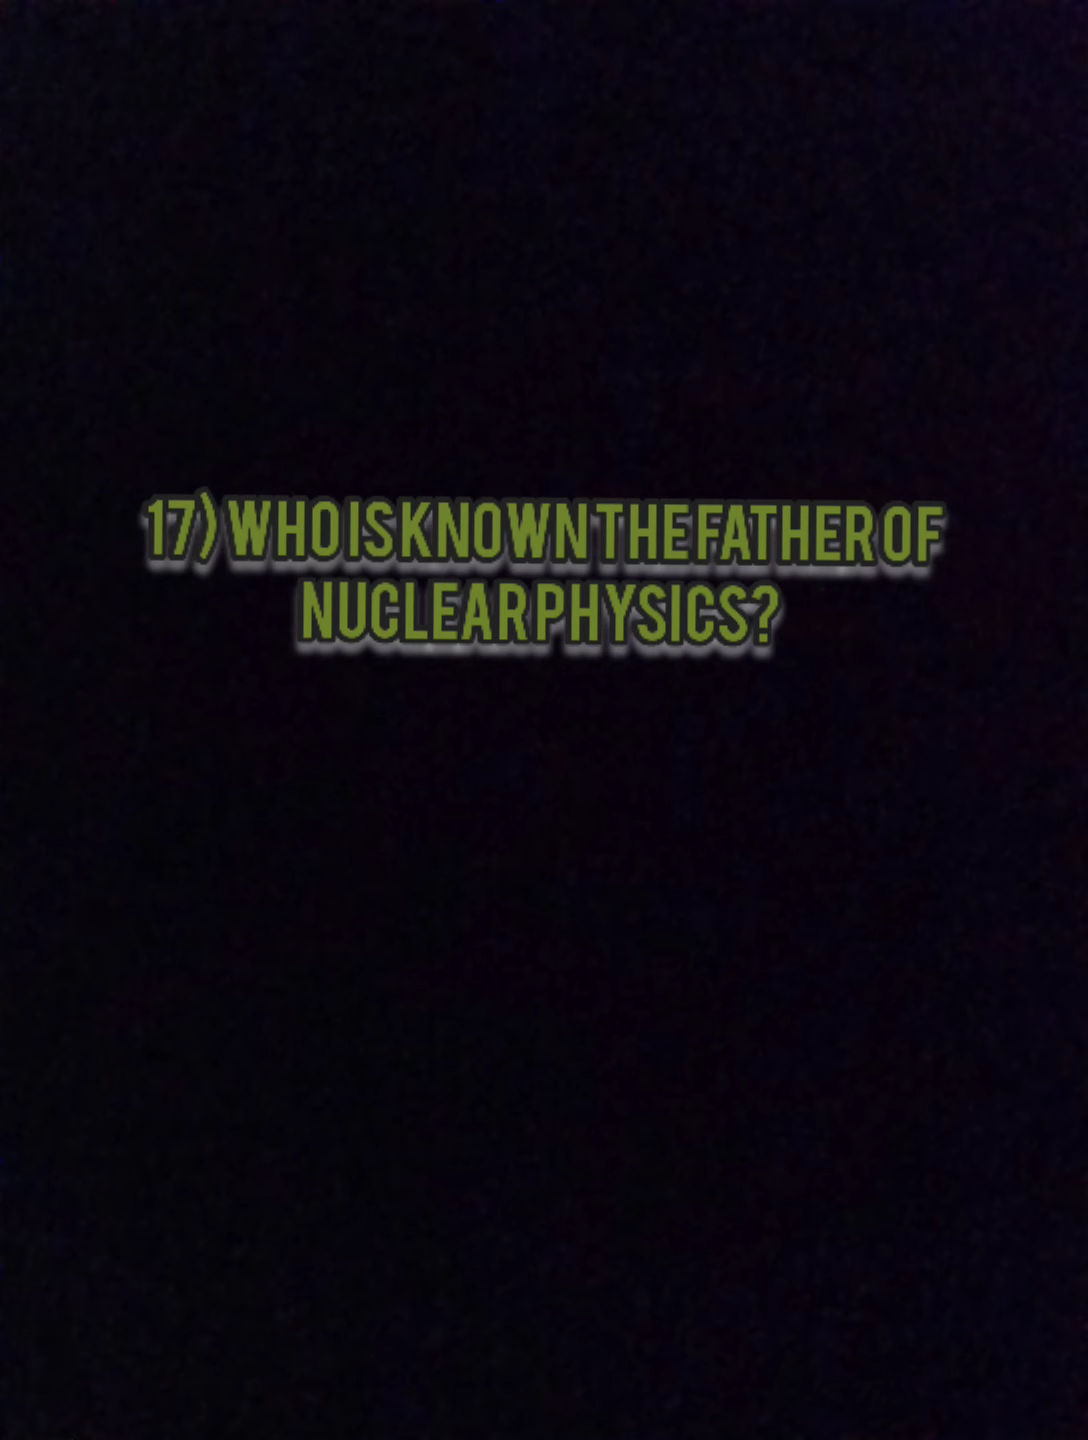 17) WHO IS KNOWN THE FATHER OF
NUCLEAR PHYSICS?